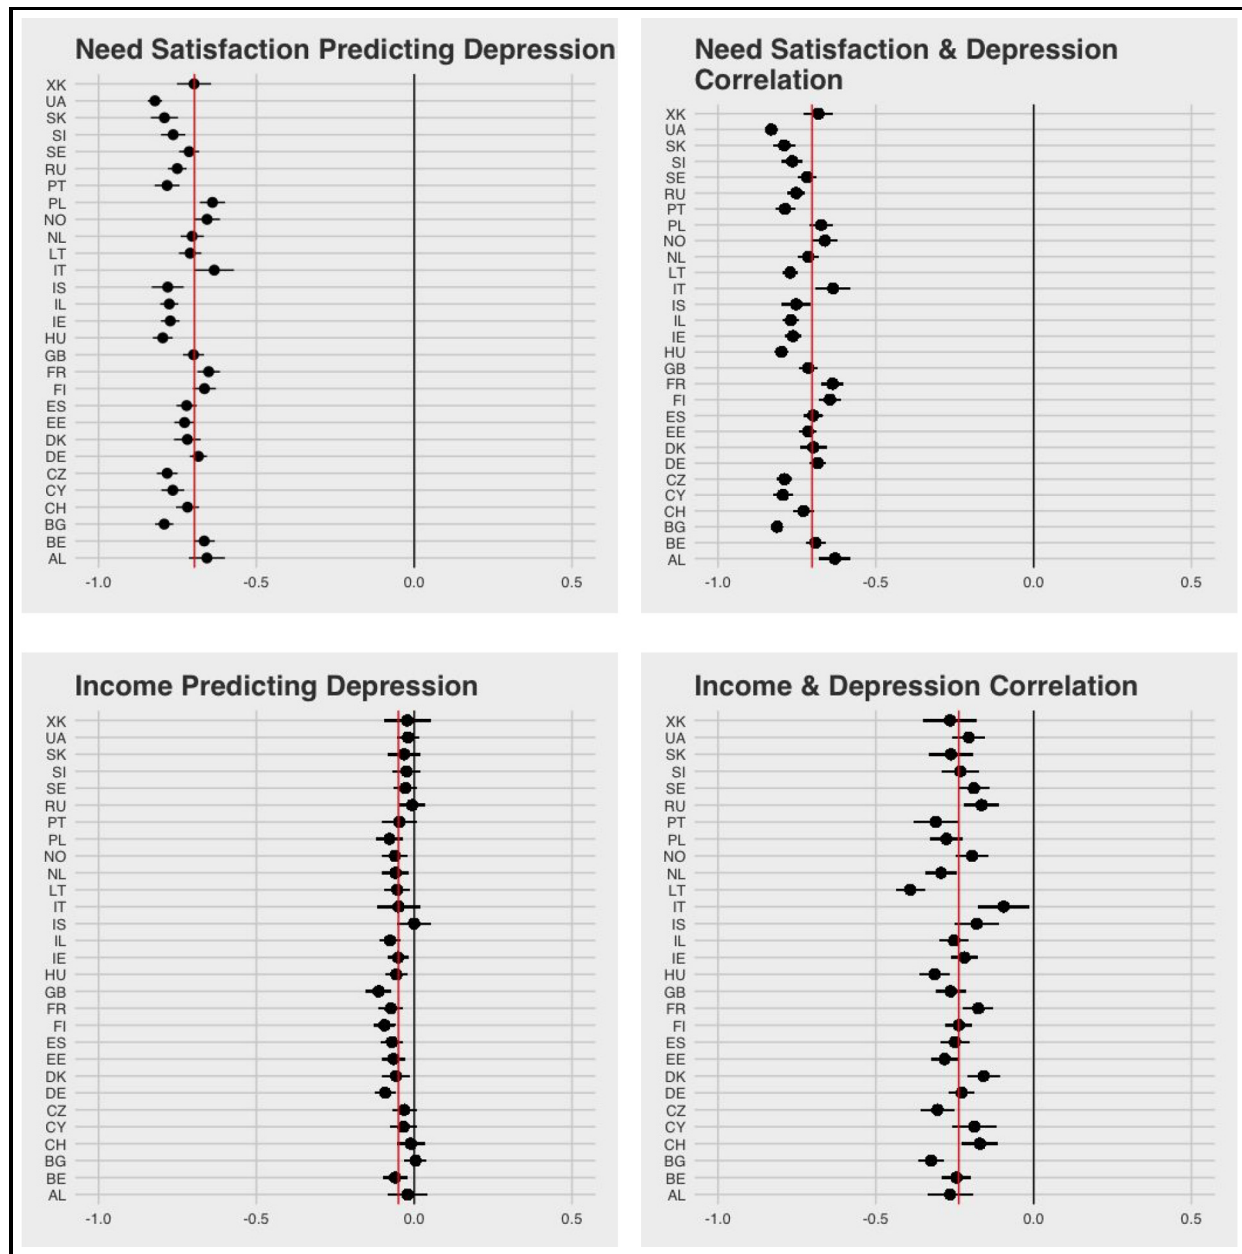 Need Satisfaction Predicting Depression
XK
UA
SK
SI
SE
RU
PT
PL
NO
NL
LT
IT
IS
IL
IE
HU
GB
FR
FI
ES
EE
DK
DE
CZ
CY
CH
BG
BE
AL
-1.0 -0.5 0.0 0.5
Need Satisfaction & Depression
Correlation
XK
UA
SK
SI
SE
RU
PT
PL
NO
NL
LT
IT
IS
IL
IE
HU
GB
FR
FI
ES
EE
DK
DE
CZ
CY
CH
BG
BE
AL
-1.0 -0.5 0.0 0.5
Income Predicting Depression
XK
UA
SK
SI
SE
RU
PT
PL
NO
NL
LT
IT
IS
IL
IE
HU
GB
FR
FI
ES
EE
DK
DE
CZ
CY
CH
BG
BE
AL
-1.0 -0.5 0.0 0.5
Income & Depression Correlation
XK
UA
SK
SI
SE
RU
PT
PL
NO
NL
LT
IT
IS
IL
IE
HU
GB
FR
FI
ES
EE
DK
DE
CZ
CY
CH
BG
BE
AL
-1.0 -0.5 0.0 0.5